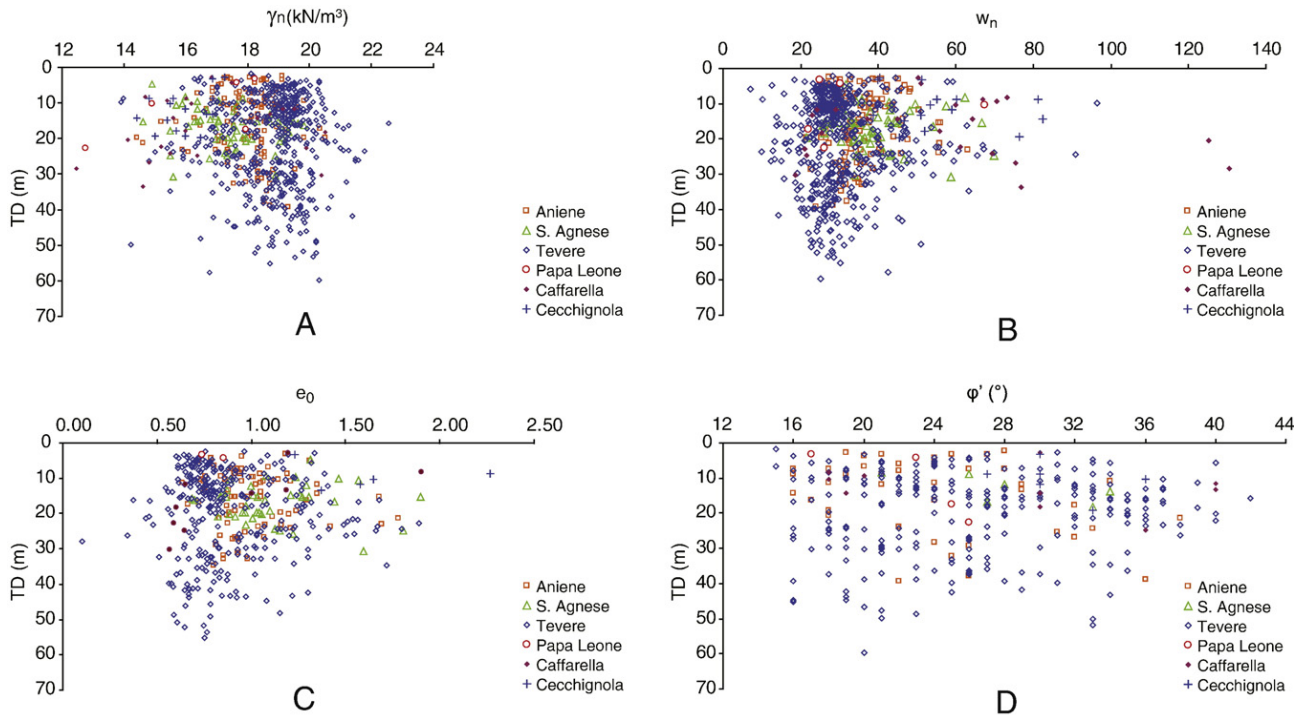 γn(kN/m³)
12 14 16 18 20 22 24
0
10
20
30
40
50
60
70
TD (m)
Aniene
S. Agnese
Tevere
Papa Leone
Caffarella
Cecchignola
A
wn
0 20 40 60 80 100 120 140
0
10
20
30
40
50
60
70
TD (m)
Aniene
S. Agnese
Tevere
Papa Leone
Caffarella
Cecchignola
B
e0
0.00 0.50 1.00 1.50 2.00 2.50
0
10
20
30
40
50
60
70
TD (m)
Aniene
S. Agnese
Tevere
Papa Leone
Caffarella
Cecchignola
C
φ' (°)
12 16 20 24 28 32 36 40 44
0
10
20
30
40
50
60
70
TD (m)
Aniene
S. Agnese
Tevere
Papa Leone
Caffarella
Cecchignola
D